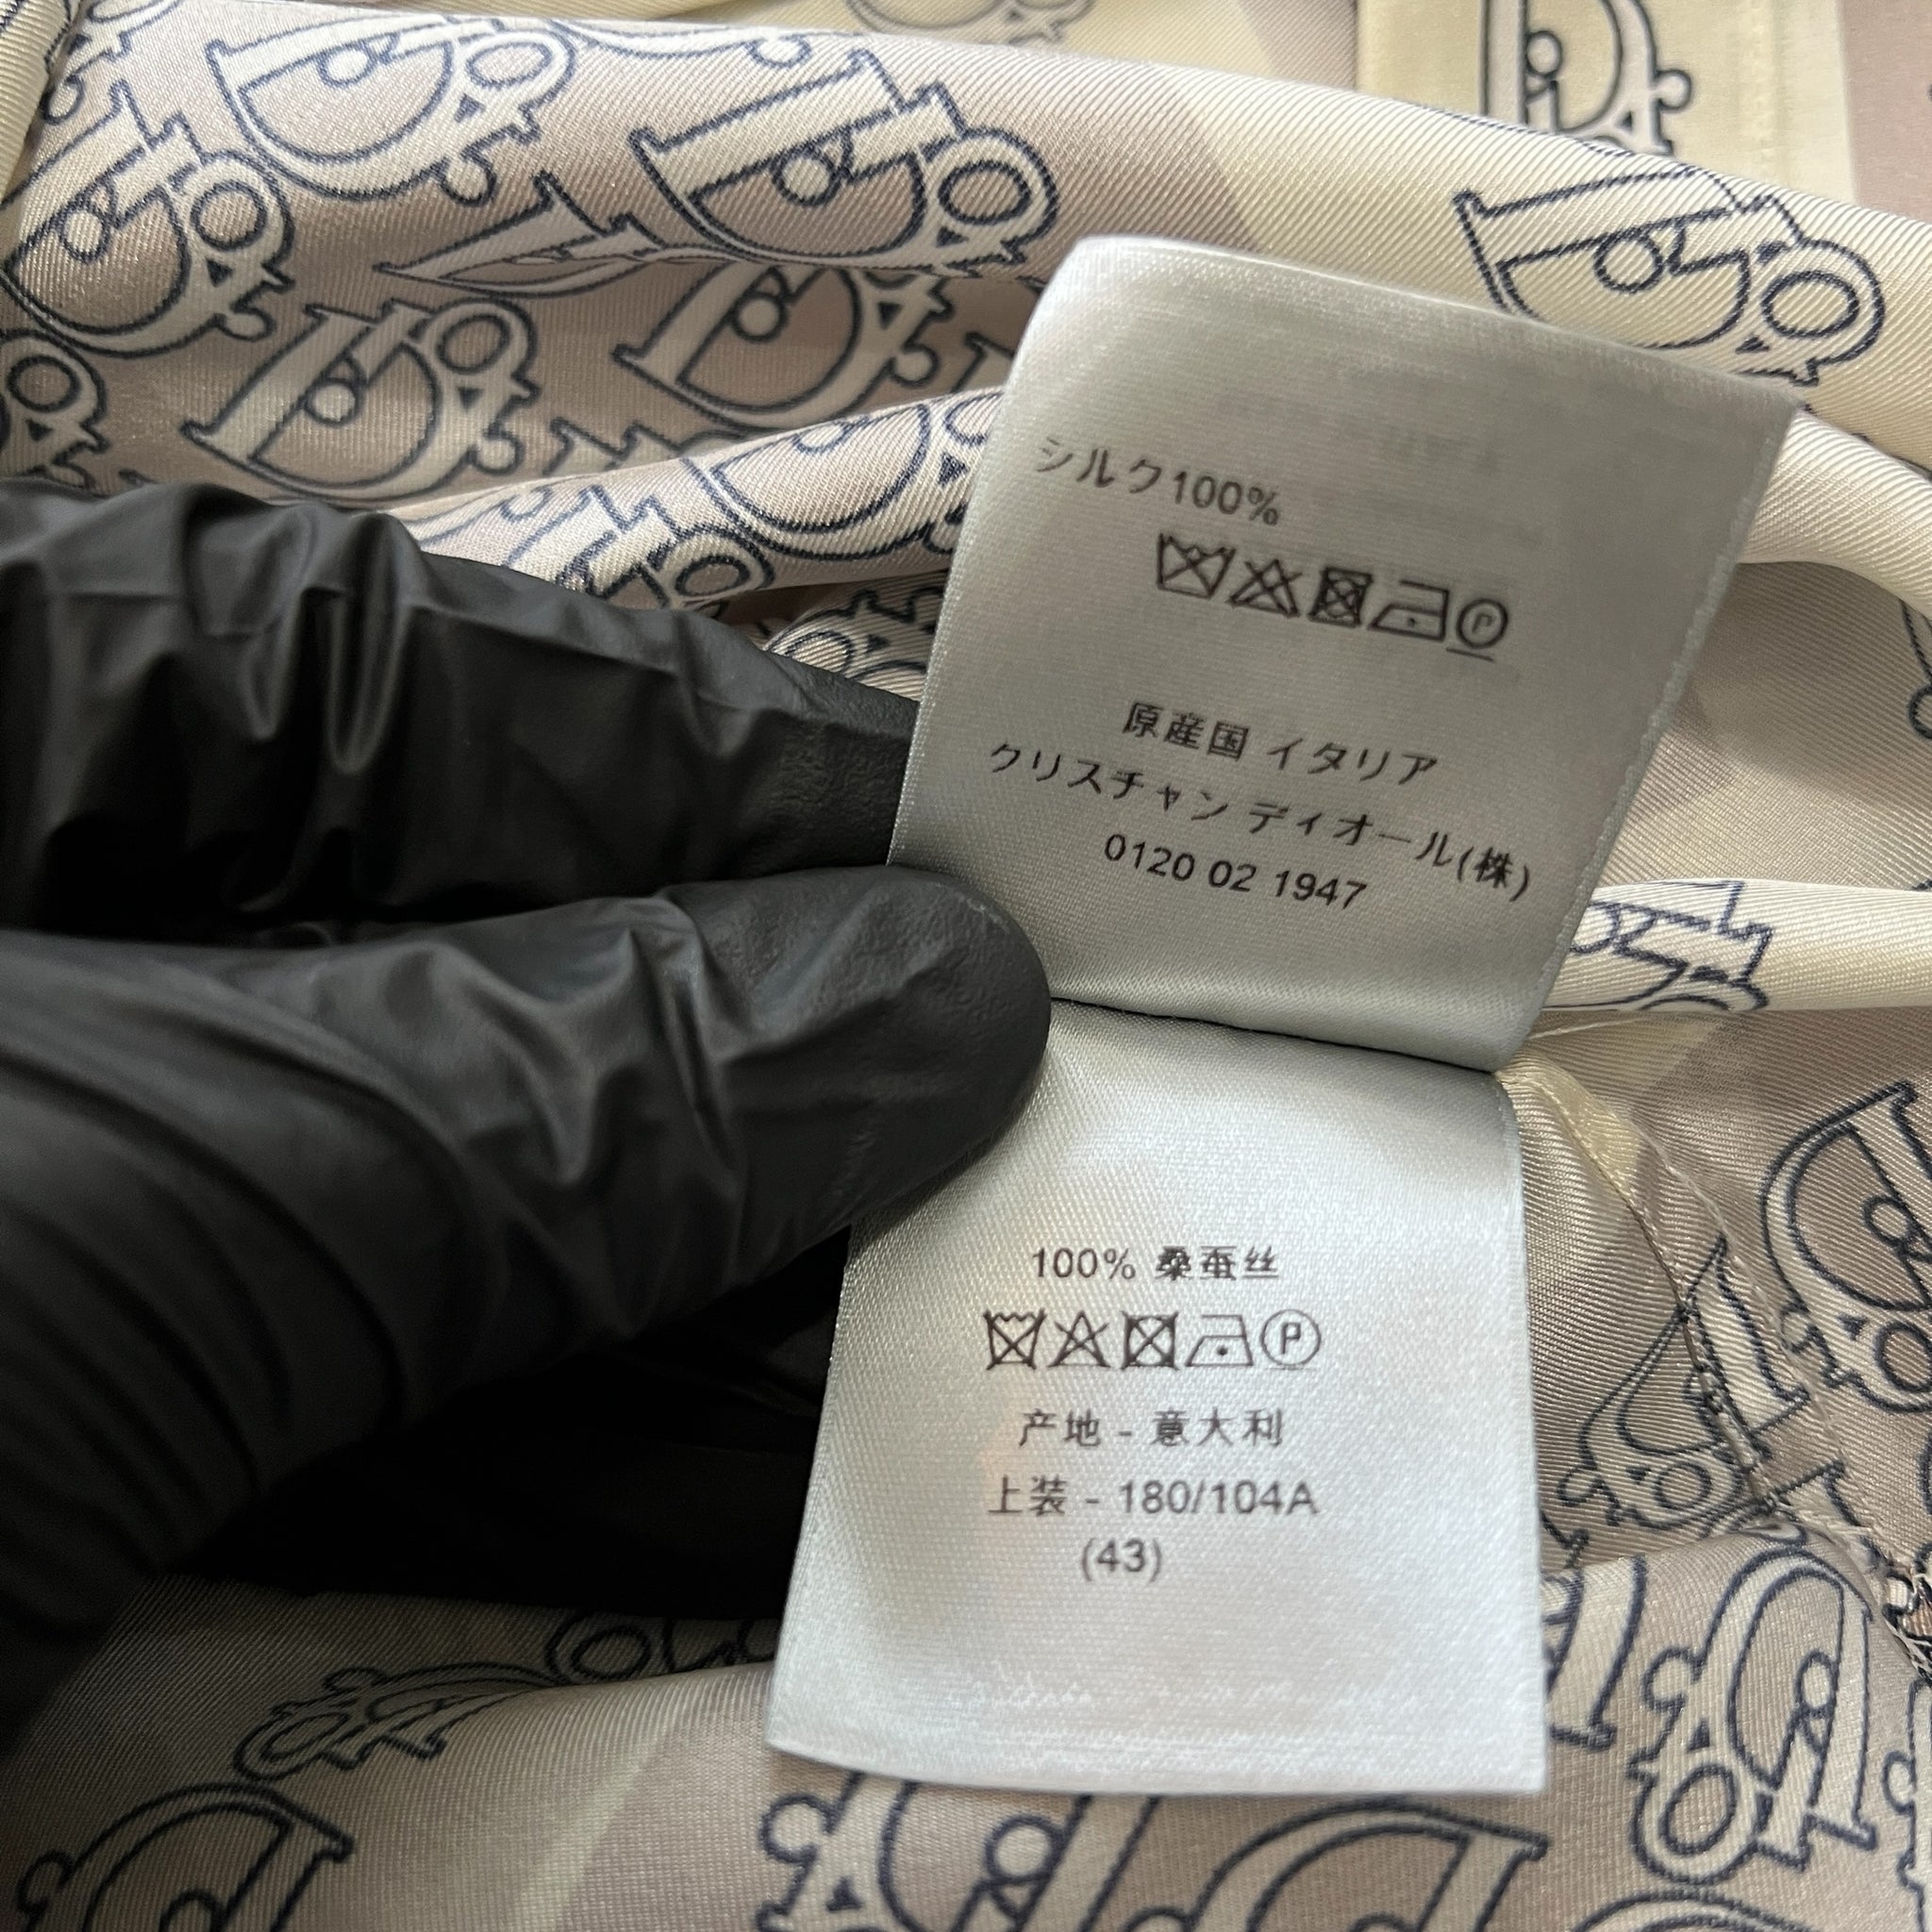 シルク100%
P
原産国 イタリア
クリスチャン ディオール(株)
0120 02 1947
100% 桑蚕丝
P
产地 - 意大利
上装 - 180/104A
(43)